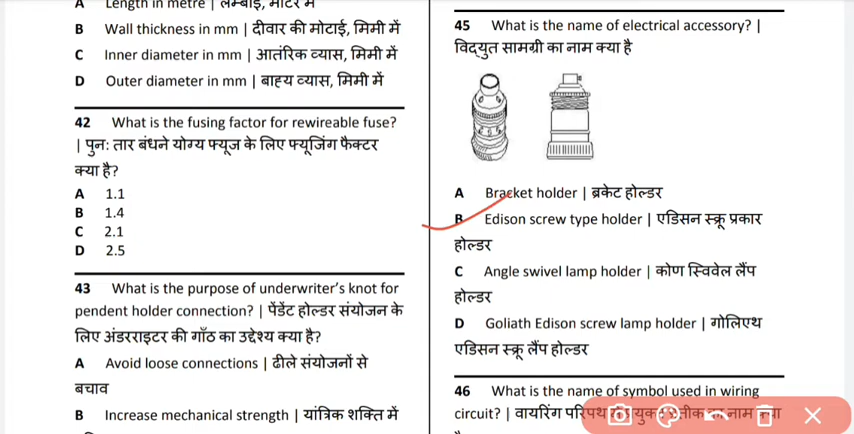 A Length in metre | लम्बाई, मीटर में
B Wall thickness in mm | दीवार की मोटाई, मिमी में
C Inner diameter in mm | आतंरिक व्यास, मिमी में
D Outer diameter in mm | बाह्य व्यास, मिमी में
42 What is the fusing factor for rewireable fuse?
| पुन: तार बंधने योग्य फ्यूज के लिए फ्यूजिंग फैक्टर
क्या है?
A 1.1
B 1.4
C 2.1
D 2.5
43 What is the purpose of underwriter's knot for
pendent holder connection? | पेंडेंट होल्डर संयोजन के
लिए अंडरराइटर की गाँठ का उद्देश्य क्या है?
A Avoid loose connections | ढीले संयोजनों से
बचाव
B Increase mechanical strength | यांत्रिक शक्ति में
45 What is the name of electrical accessory? |
विद्युत सामग्री का नाम क्या है
A Bracket holder | ब्रकेट होल्डर
B Edison screw type holder | एडिसन स्क्रू प्रकार
होल्डर
C Angle swivel lamp holder | कोण स्विवेल लैंप
होल्डर
D Goliath Edison screw lamp holder | गोलिएथ
एडिसन स्क्रू लैंप होल्डर
46 What is the name of symbol used in wiring
circuit? | वायरिंग परिपथ